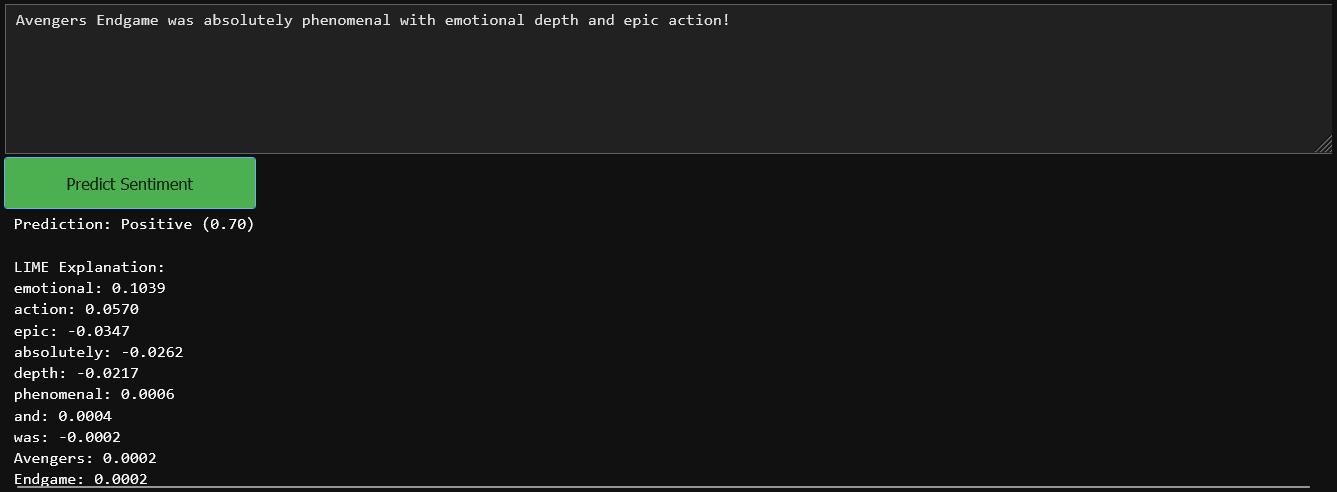 Avengers Endgame was absolutely phenomenal with emotional depth and epic action!
Predict Sentiment
Prediction: Positive (0.70)
LIME Explanation:
emotional: 0.1039
action: 0.0570
epic: -0.0347
absolutely: -0.0262
depth: -0.0217
phenomenal: 0.0006
and: 0.0004
was: -0.0002
Avengers: 0.0002
Endgame: 0.0002